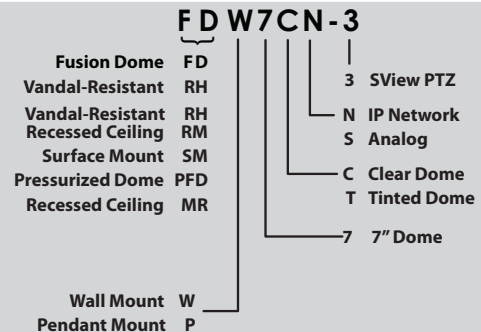 FDW7CN-3
Fusion Dome FD
Vandal-Resistant RH
Vandal-Resistant RH
Recessed Ceiling RM
Surface Mount SM
Pressurized Dome PFD
Recessed Ceiling MR
Wall Mount W
Pendant Mount P
3 SView PTZ
N IP Network
S Analog
C Clear Dome
T Tinted Dome
7 7” Dome